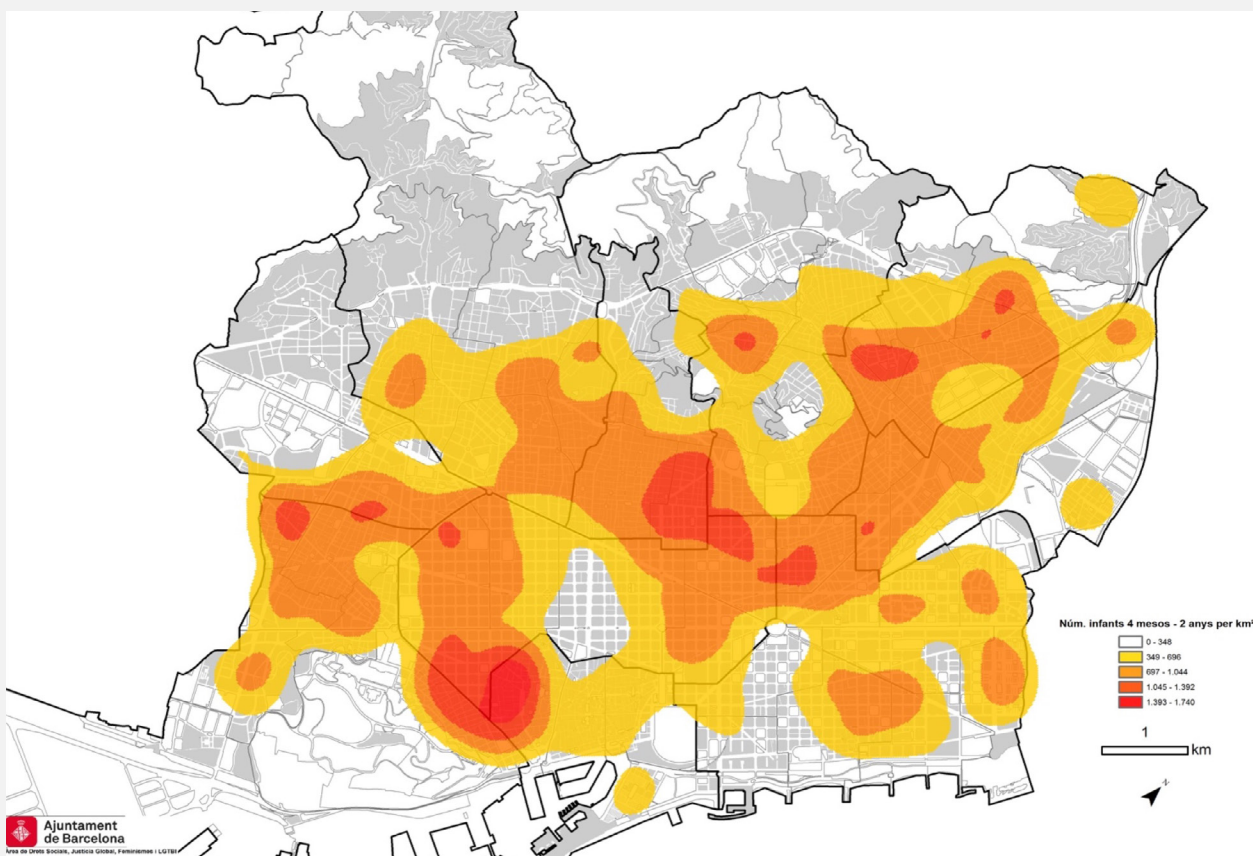 Núm. infants 4 mesos - 2 anys per km²
0 - 348
349 - 696
697 - 1.044
1.045 - 1.392
1.393 - 1.740
1
km
N
Ajuntament
de Barcelona
Àrea de Drets Socials, Justícia Global, Feminismes i LGTBI